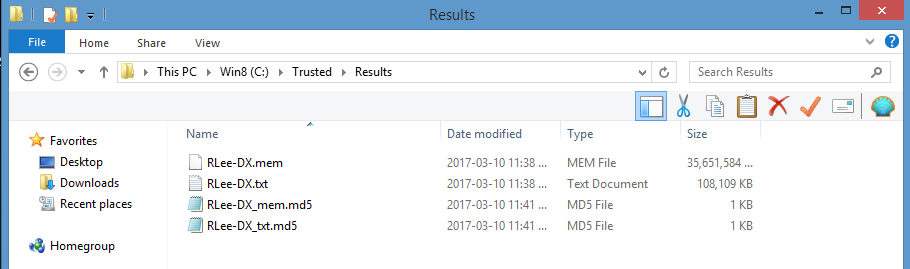 Results
File Home Share View
This PC Win8 (C:) Trusted Results Search Results
Name Date modified Type Size
Favorites
Desktop
Downloads
Recent places
Homegroup
RLee-DX.mem 2017-03-10 11:38 ... MEM File 35,651,584 ...
RLee-DX.txt 2017-03-10 11:38 ... Text Document 108,109 KB
RLee-DX_mem.md5 2017-03-10 11:41 ... MD5 File 1 KB
RLee-DX_txt.md5 2017-03-10 11:41 ... MD5 File 1 KB